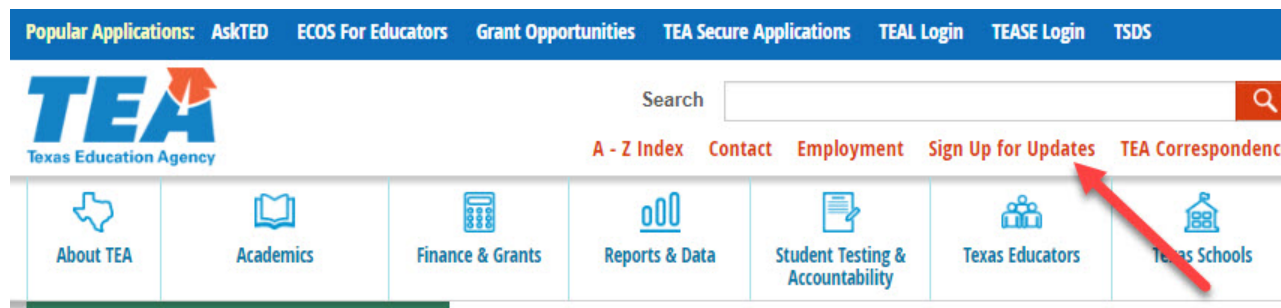 Popular Applications: AskTED ECOS For Educators Grant Opportunities TEA Secure Applications TEAL Login TEASE Login TSDS
TEA
Texas Education Agency
Search
A - Z Index Contact Employment Sign Up for Updates TEA Correspondenc
About TEA Academics Finance & Grants Reports & Data Student Testing & Accountability Texas Educators Texas Schools